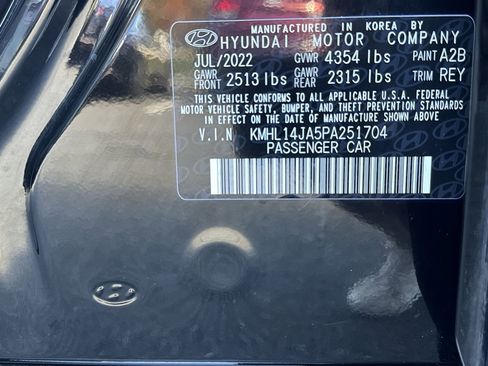 MANUFACTURED IN KOREA BY
HYUNDAI MOTOR COMPANY
JUL/2022 GVWR 4354 lbs PAINT A2B
GAWR FRONT 2513 lbs GAWR REAR 2315 lbs TRIM REY
THIS VEHICLE CONFORMS TO ALL APPLICABLE U.S.A. FEDERAL
MOTOR VEHICLE SAFETY, BUMPER, AND THEFT PREVENTION
STANDARDS IN EFFECT ON THE DATE OF MANUFACTURE SHOWN ABOVE
V.I.N KMHL14JA5PA251704
PASSENGER CAR